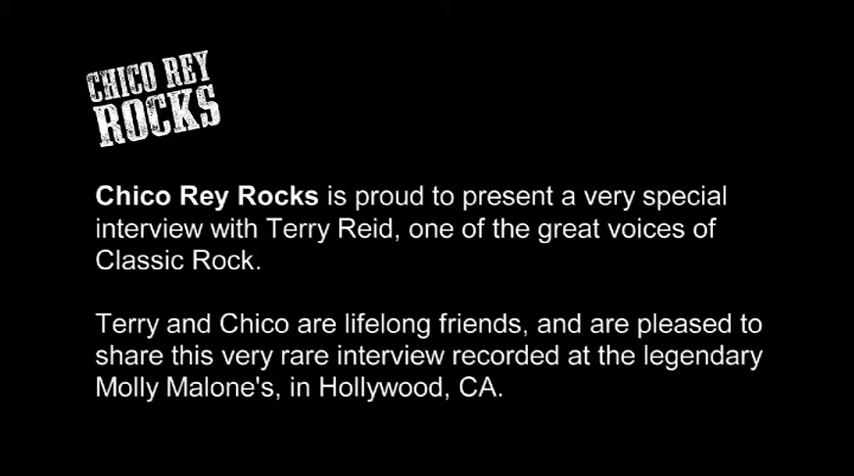 CHICO REY
ROCKS
Chico Rey Rocks is proud to present a very special
interview with Terry Reid, one of the great voices of
Classic Rock.
Terry and Chico are lifelong friends, and are pleased to
share this very rare interview recorded at the legendary
Molly Malone's, in Hollywood, CA.